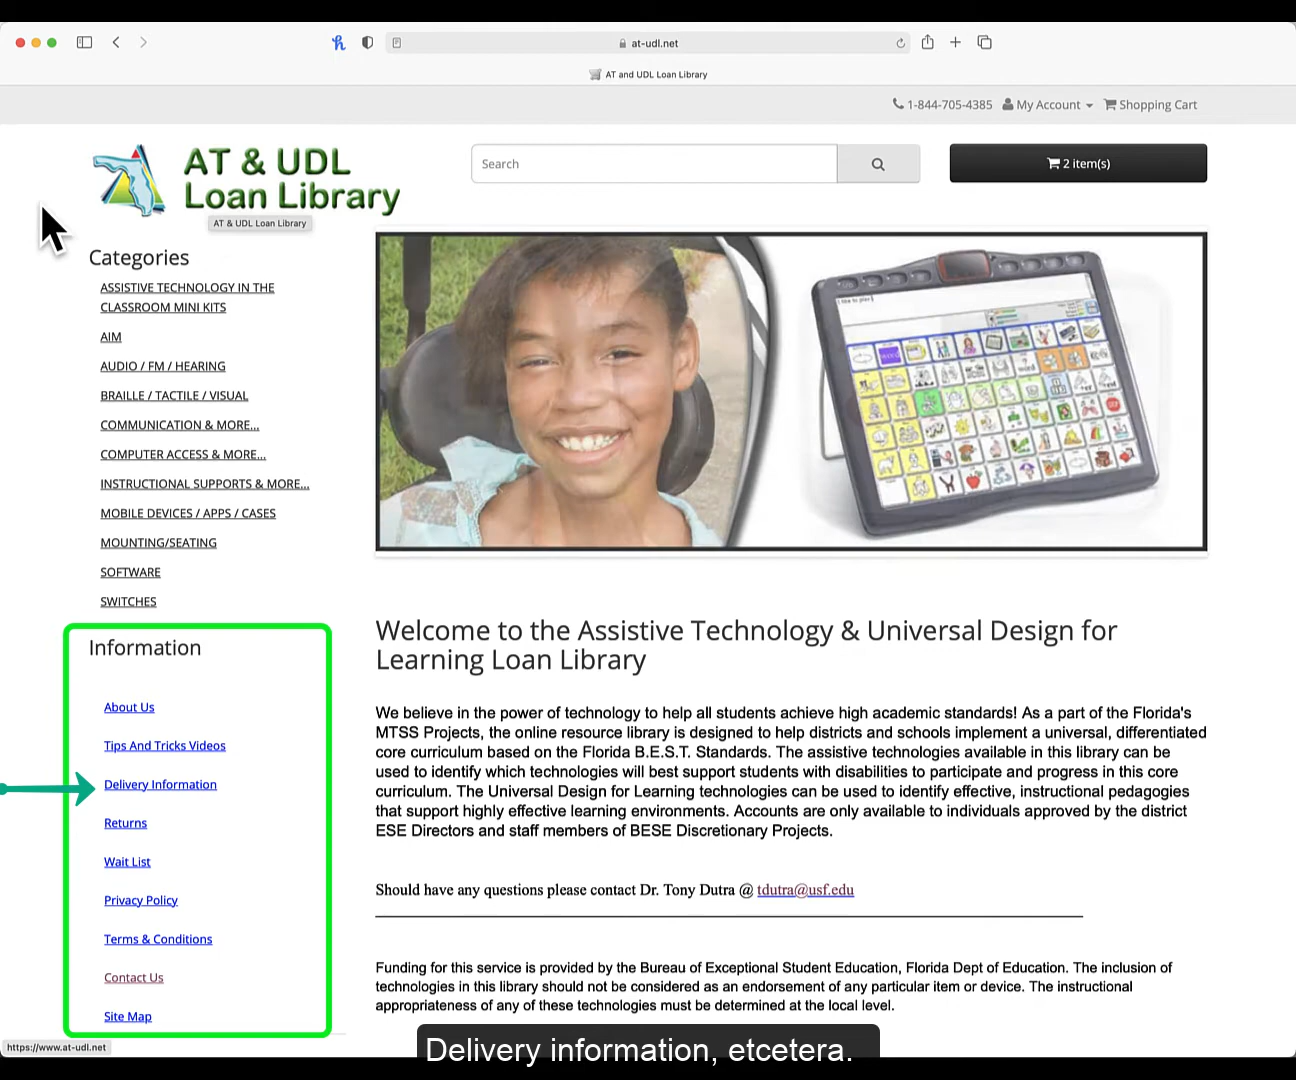 at-udl.net
AT and UDL Loan Library
1-844-705-4385 My Account Shopping Cart
AT & UDL
Loan Library
Search
2 item(s)
AT & UDL Loan Library
Categories
ASSISTIVE TECHNOLOGY IN THE
CLASSROOM MINI KITS
AIM
AUDIO / FM / HEARING
BRAILLE / TACTILE / VISUAL
COMMUNICATION & MORE...
COMPUTER ACCESS & MORE...
INSTRUCTIONAL SUPPORTS & MORE...
MOBILE DEVICES / APPS / CASES
MOUNTING/SEATING
SOFTWARE
SWITCHES
Information
About Us
Tips And Tricks Videos
Delivery Information
Returns
Wait List
Privacy Policy
Terms & Conditions
Contact Us
Site Map
Welcome to the Assistive Technology & Universal Design for
Learning Loan Library
We believe in the power of technology to help all students achieve high academic standards! As a part of the Florida's
MTSS Projects, the online resource library is designed to help districts and schools implement a universal, differentiated
core curriculum based on the Florida B.E.S.T. Standards. The assistive technologies available in this library can be
used to identify which technologies will best support students with disabilities to participate and progress in this core
curriculum. The Universal Design for Learning technologies can be used to identify effective, instructional pedagogies
that support highly effective learning environments. Accounts are only available to individuals approved by the district
ESE Directors and staff members of BESE Discretionary Projects.
Should have any questions please contact Dr. Tony Dutra @ tdutra@usf.edu
Funding for this service is provided by the Bureau of Exceptional Student Education, Florida Dept of Education. The inclusion of
technologies in this library should not be considered as an endorsement of any particular item or device. The instructional
appropriateness of any of these technologies must be determined at the local level.
https://www.at-udl.net
Delivery information, etcetera.